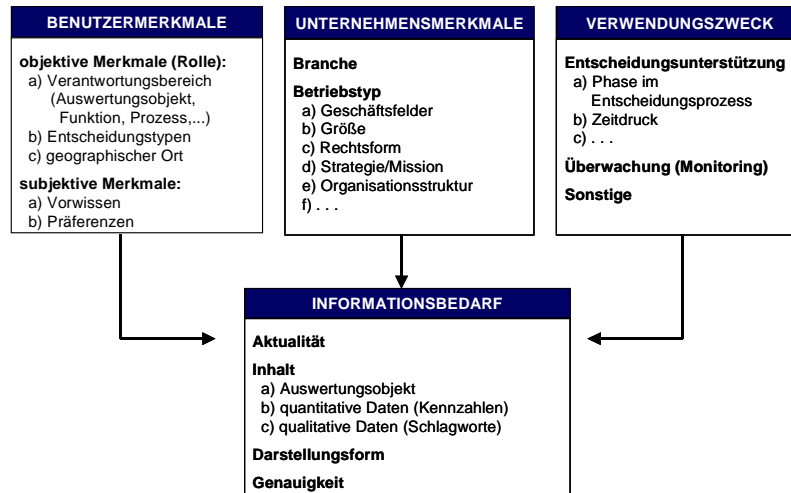 BENUTZERMERKMALE
objektive Merkmale (Rolle):
a) Verantwortungsbereich
(Auswertungsobjekt,
Funktion, Prozess,...)
b) Entscheidungstypen
c) geographischer Ort
subjektive Merkmale:
a) Vorwissen
b) Präferenzen
UNTERNEHMENSMERKMALE
Branche
Betriebstyp
a) Geschäftsfelder
b) Größe
c) Rechtsform
d) Strategie/Mission
e) Organisationsstruktur
f) . . .
VERWENDUNGSZWECK
Entscheidungsunterstützung
a) Phase im
Entscheidungsprozess
b) Zeitdruck
c) . . .
Überwachung (Monitoring)
Sonstige
INFORMATIONSBEDARF
Aktualität
Inhalt
a) Auswertungsobjekt
b) quantitative Daten (Kennzahlen)
c) qualitative Daten (Schlagworte)
Darstellungsform
Genauigkeit